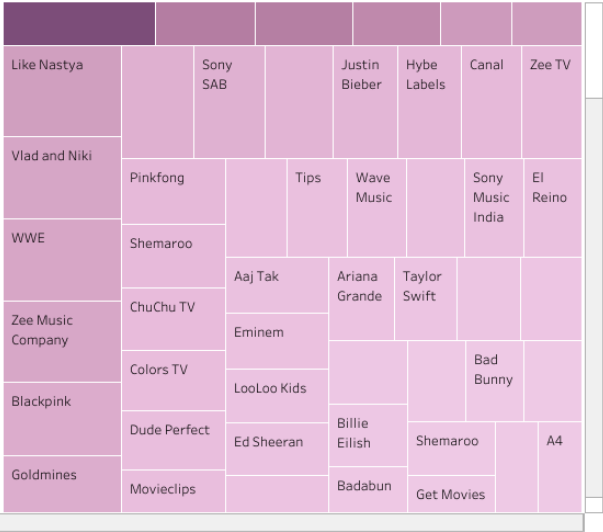 Like Nastya
Sony
SAB
Justin
Bieber
Hybe
Labels
Canal
Zee TV
Vlad and Niki
Pinkfong
Tips
Wave
Music
Sony
Music
India
El
Reino
WWE
Shemaroo
Aaj Tak
Ariana
Grande
Taylor
Swift
Zee Music
Company
ChuChu TV
Eminem
Colors TV
LooLoo Kids
Bad
Bunny
Blackpink
Dude Perfect
Ed Sheeran
Billie
Eilish
Shemaroo
A4
Goldmines
Movieclips
Badabun
Get Movies